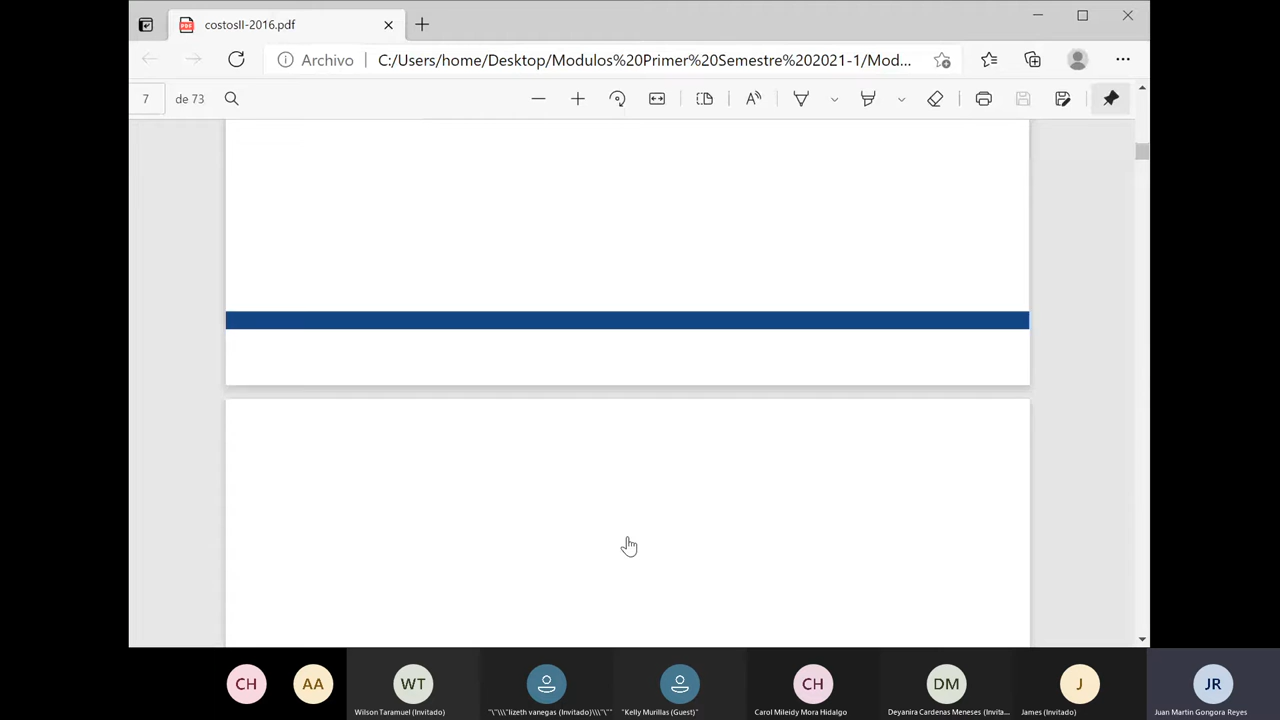 costosII-2016.pdf
Archivo
C:/Users/home/Desktop/Modulos%20Primer%20Semestre%202021-1/Mod...
7 de 73
CH
AA
WT
CH
DM
J
JR
Wilson Taramuel (Invitado)
"\"\\\"lizeth vanegas (Invitado)\\\"\""
"Kelly Murillas (Guest)"
Carol Mileidy Mora Hidalgo
Deyanira Cardenas Meneses (Invita...
James (Invitado)
Juan Martin Gongora Reyes